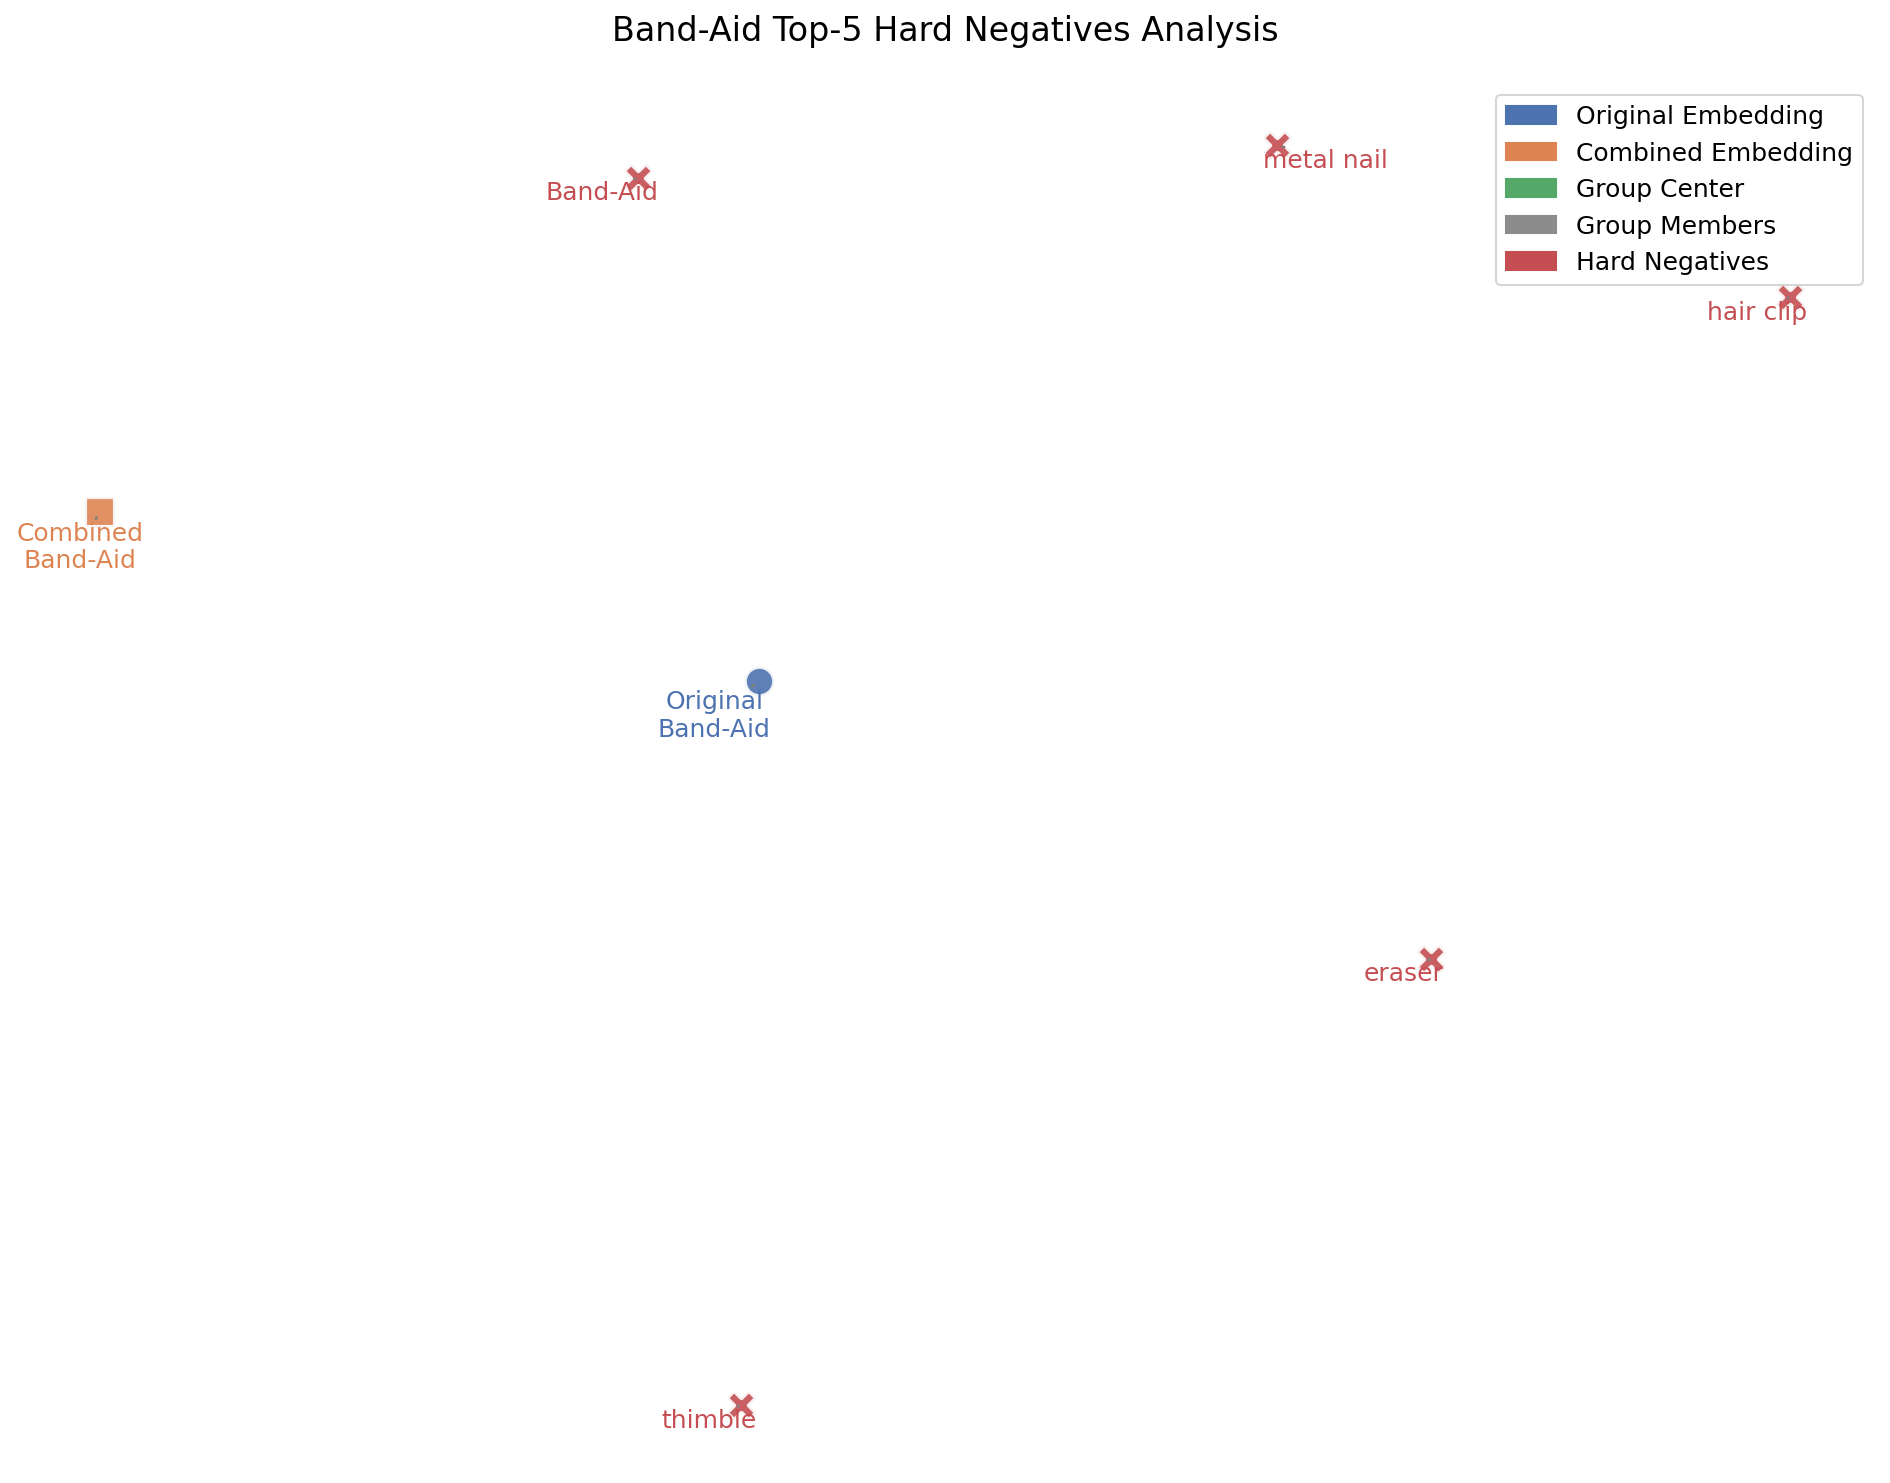 Band-Aid Top-5 Hard Negatives Analysis
Original Embedding
Combined Embedding
Group Center
Group Members
Hard Negatives
metal nail
Band-Aid
hair clip
Combined
Band-Aid
Original
Band-Aid
eraser
thimble